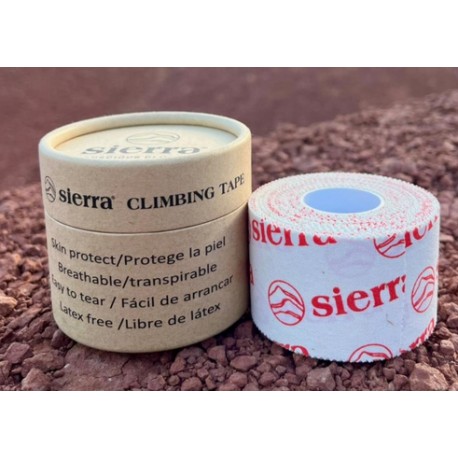 sierra
sierra CLIMBING TAPE
Skin protect/Protege la piel
Breathable/transpirable
Easy to tear / Fácil de arrancar
Latex free /Libre de látex
sierra
sierra